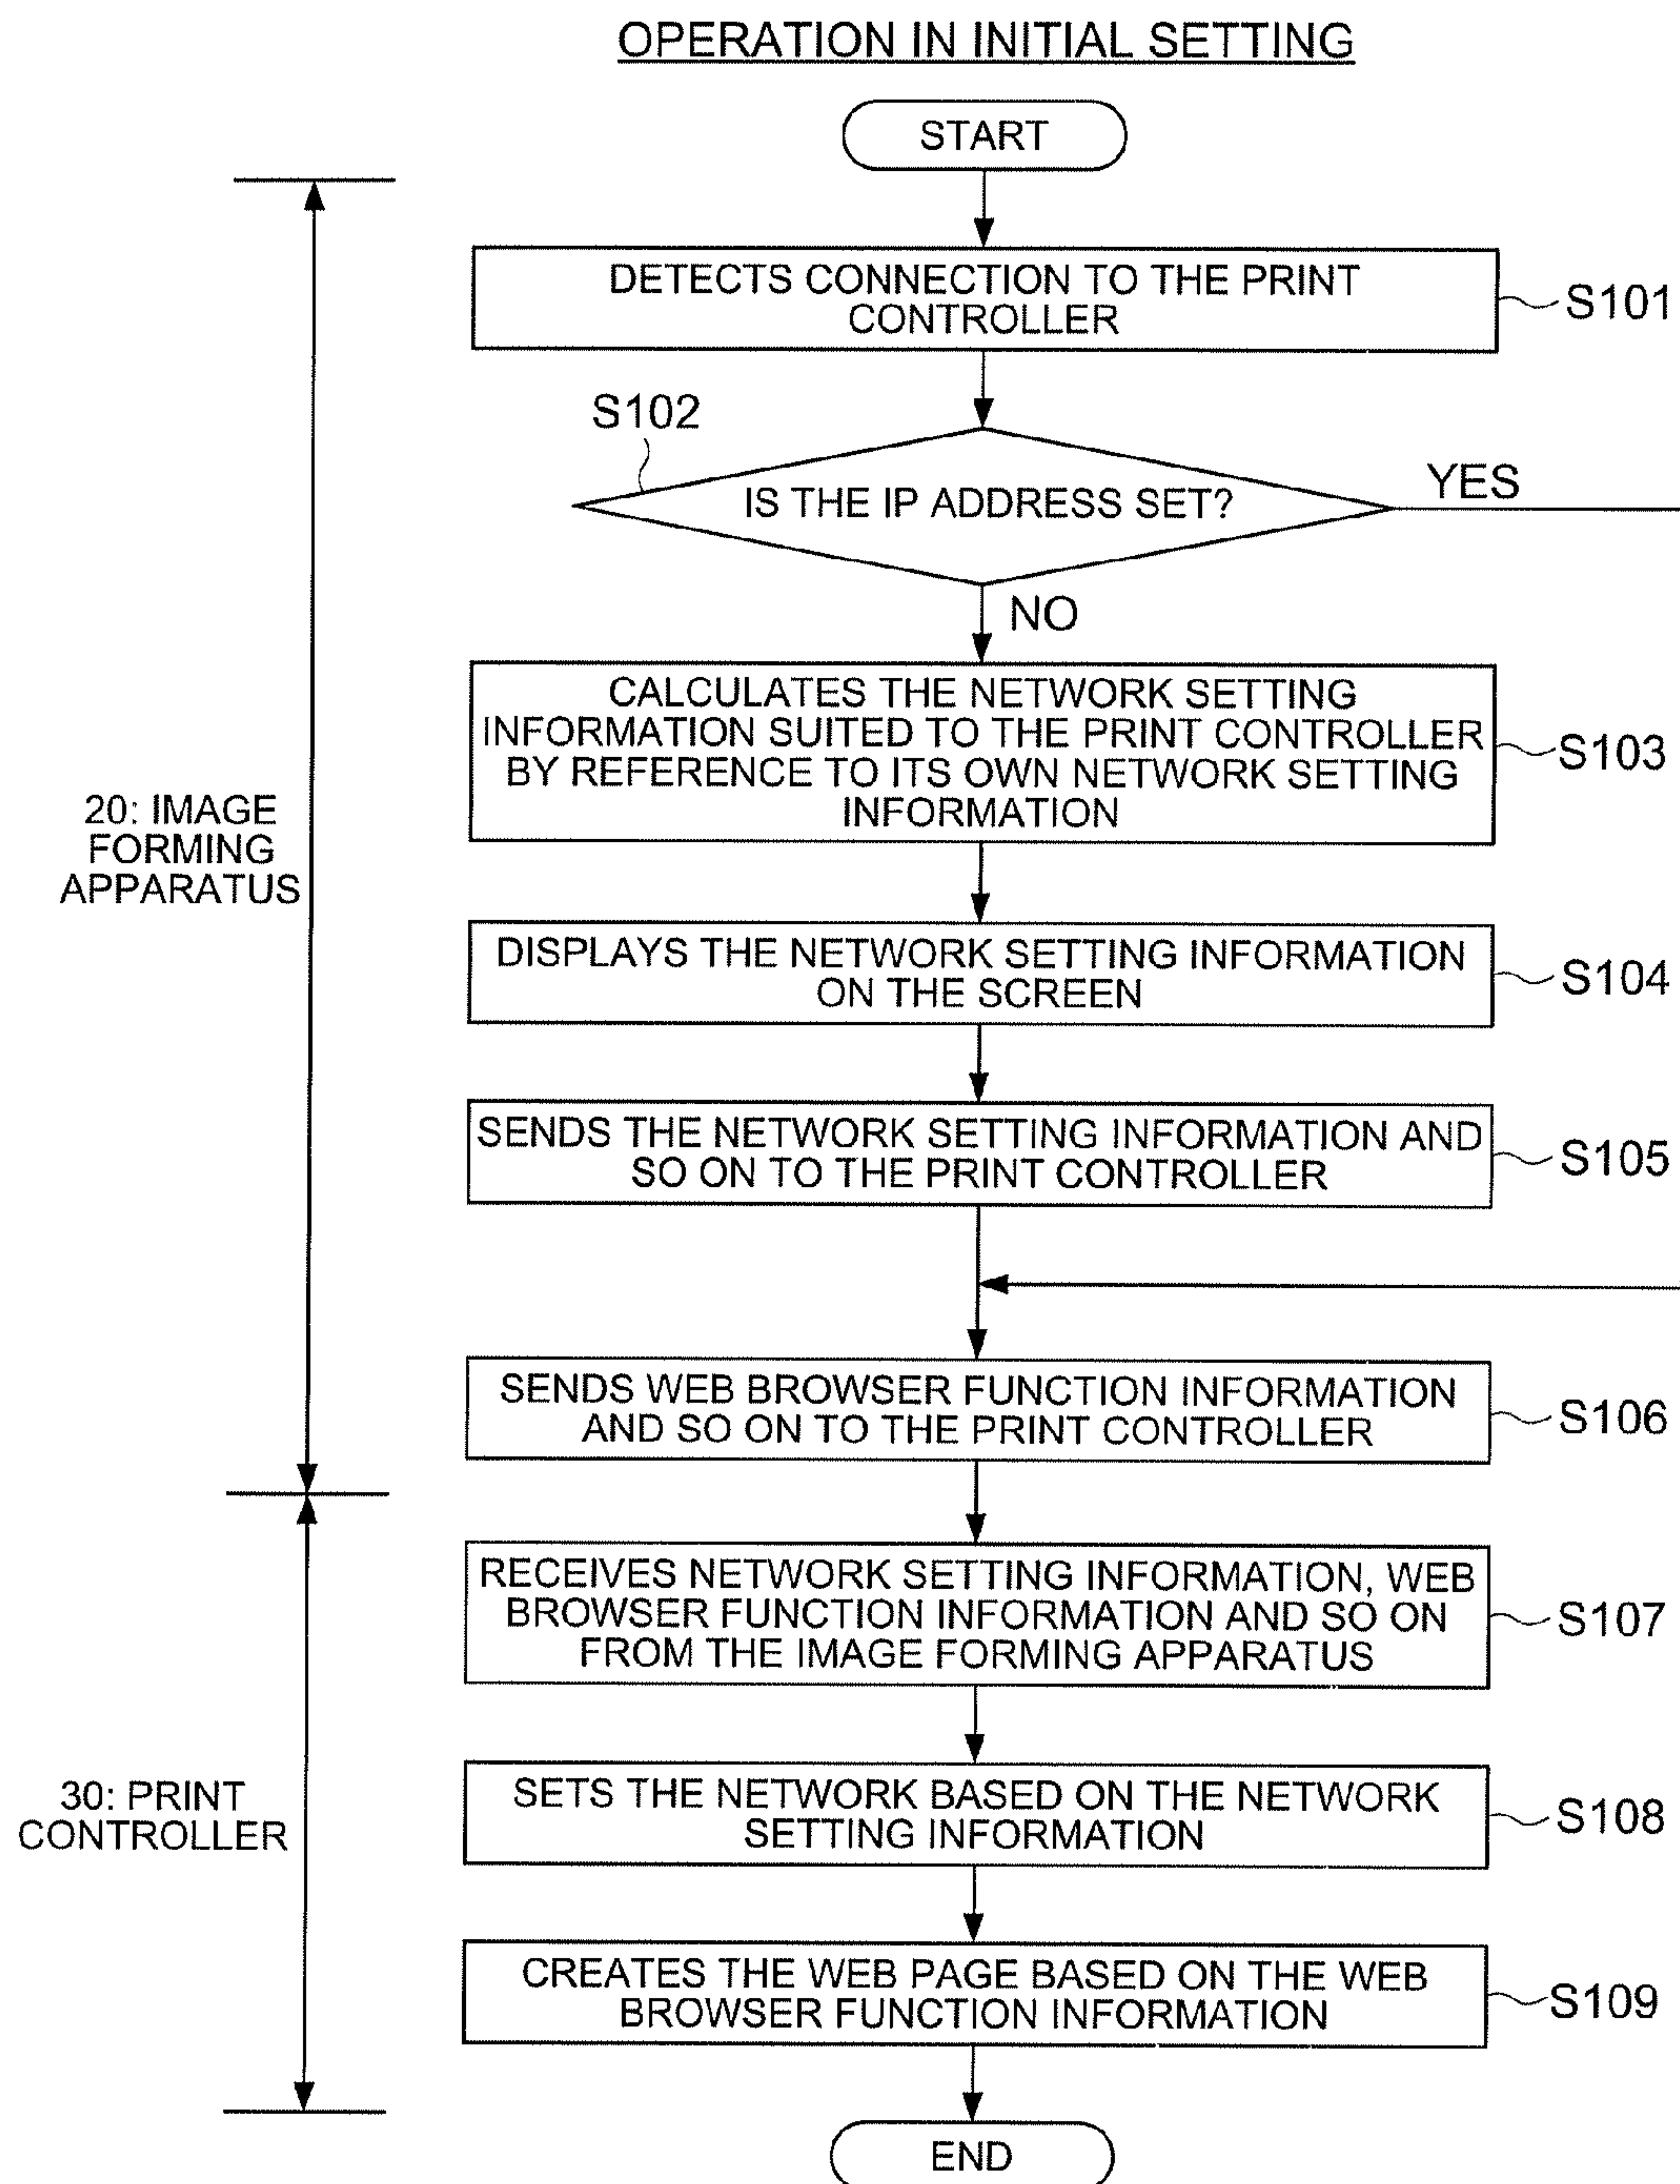 OPERATION IN INITIAL SETTING
START
DETECTS CONNECTION TO THE PRINT
CONTROLLER
S101
S102
IS THE IP ADDRESS SET?
YES
NO
CALCULATES THE NETWORK SETTING
INFORMATION SUITED TO THE PRINT CONTROLLER
BY REFERENCE TO ITS OWN NETWORK SETTING
INFORMATION
S103
20: IMAGE
FORMING
APPARATUS
DISPLAYS THE NETWORK SETTING INFORMATION
ON THE SCREEN
S104
SENDS THE NETWORK SETTING INFORMATION AND
SO ON TO THE PRINT CONTROLLER
S105
SENDS WEB BROWSER FUNCTION INFORMATION
AND SO ON TO THE PRINT CONTROLLER
S106
RECEIVES NETWORK SETTING INFORMATION, WEB
BROWSER FUNCTION INFORMATION AND SO ON
FROM THE IMAGE FORMING APPARATUS
S107
30: PRINT
CONTROLLER
SETS THE NETWORK BASED ON THE NETWORK
SETTING INFORMATION
S108
CREATES THE WEB PAGE BASED ON THE WEB
BROWSER FUNCTION INFORMATION
S109
END